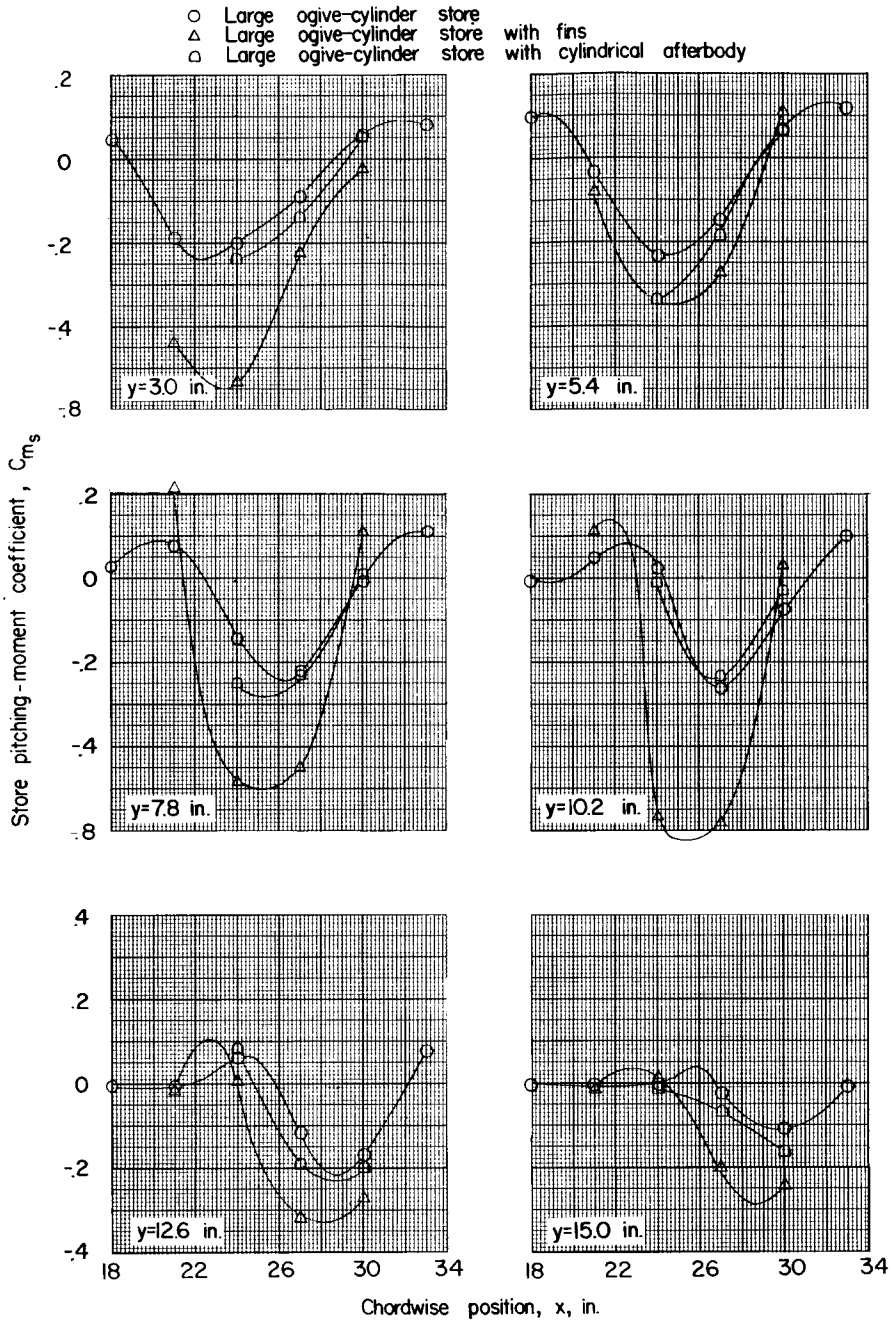 ○ Large ogive-cylinder store
△ Large ogive-cylinder store with fins
⌓ Large ogive-cylinder store with cylindrical afterbody
.2
0
-.2
-.4
-.8
y=3.0 in.
y=5.4 in.
.2
0
-.2
-.4
-.8
y=7.8 in.
y=10.2 in.
.4
.2
0
-.2
-.4
y=12.6 in.
y=15.0 in.
18 22 26 30 34
18 22 26 30 34
Store pitching-moment coefficient, Cms
Chordwise position, x, in.